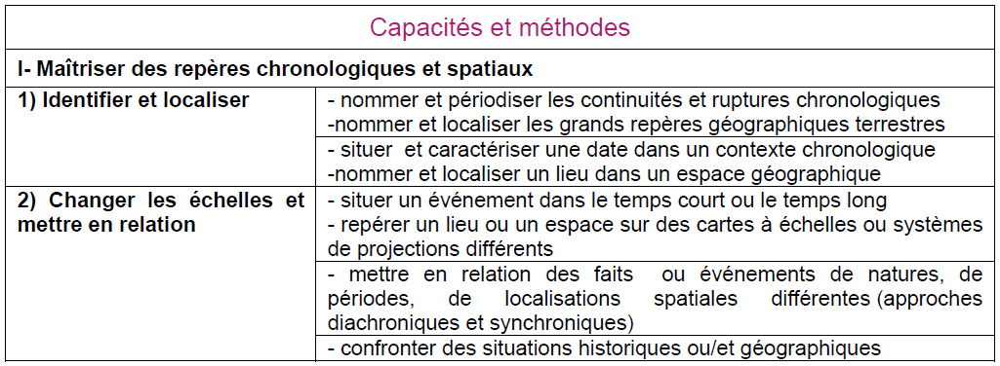 Capacités et méthodes
I- Maîtriser des repères chronologiques et spatiaux
1) Identifier et localiser
- nommer et périodiser les continuités et ruptures chronologiques
-nommer et localiser les grands repères géographiques terrestres
- situer et caractériser une date dans un contexte chronologique
-nommer et localiser un lieu dans un espace géographique
2) Changer les échelles et
mettre en relation
- situer un événement dans le temps court ou le temps long
- repérer un lieu ou un espace sur des cartes à échelles ou systèmes
de projections différents
- mettre en relation des faits ou événements de natures, de
périodes, de localisations spatiales différentes (approches
diachroniques et synchroniques)
- confronter des situations historiques ou/et géographiques